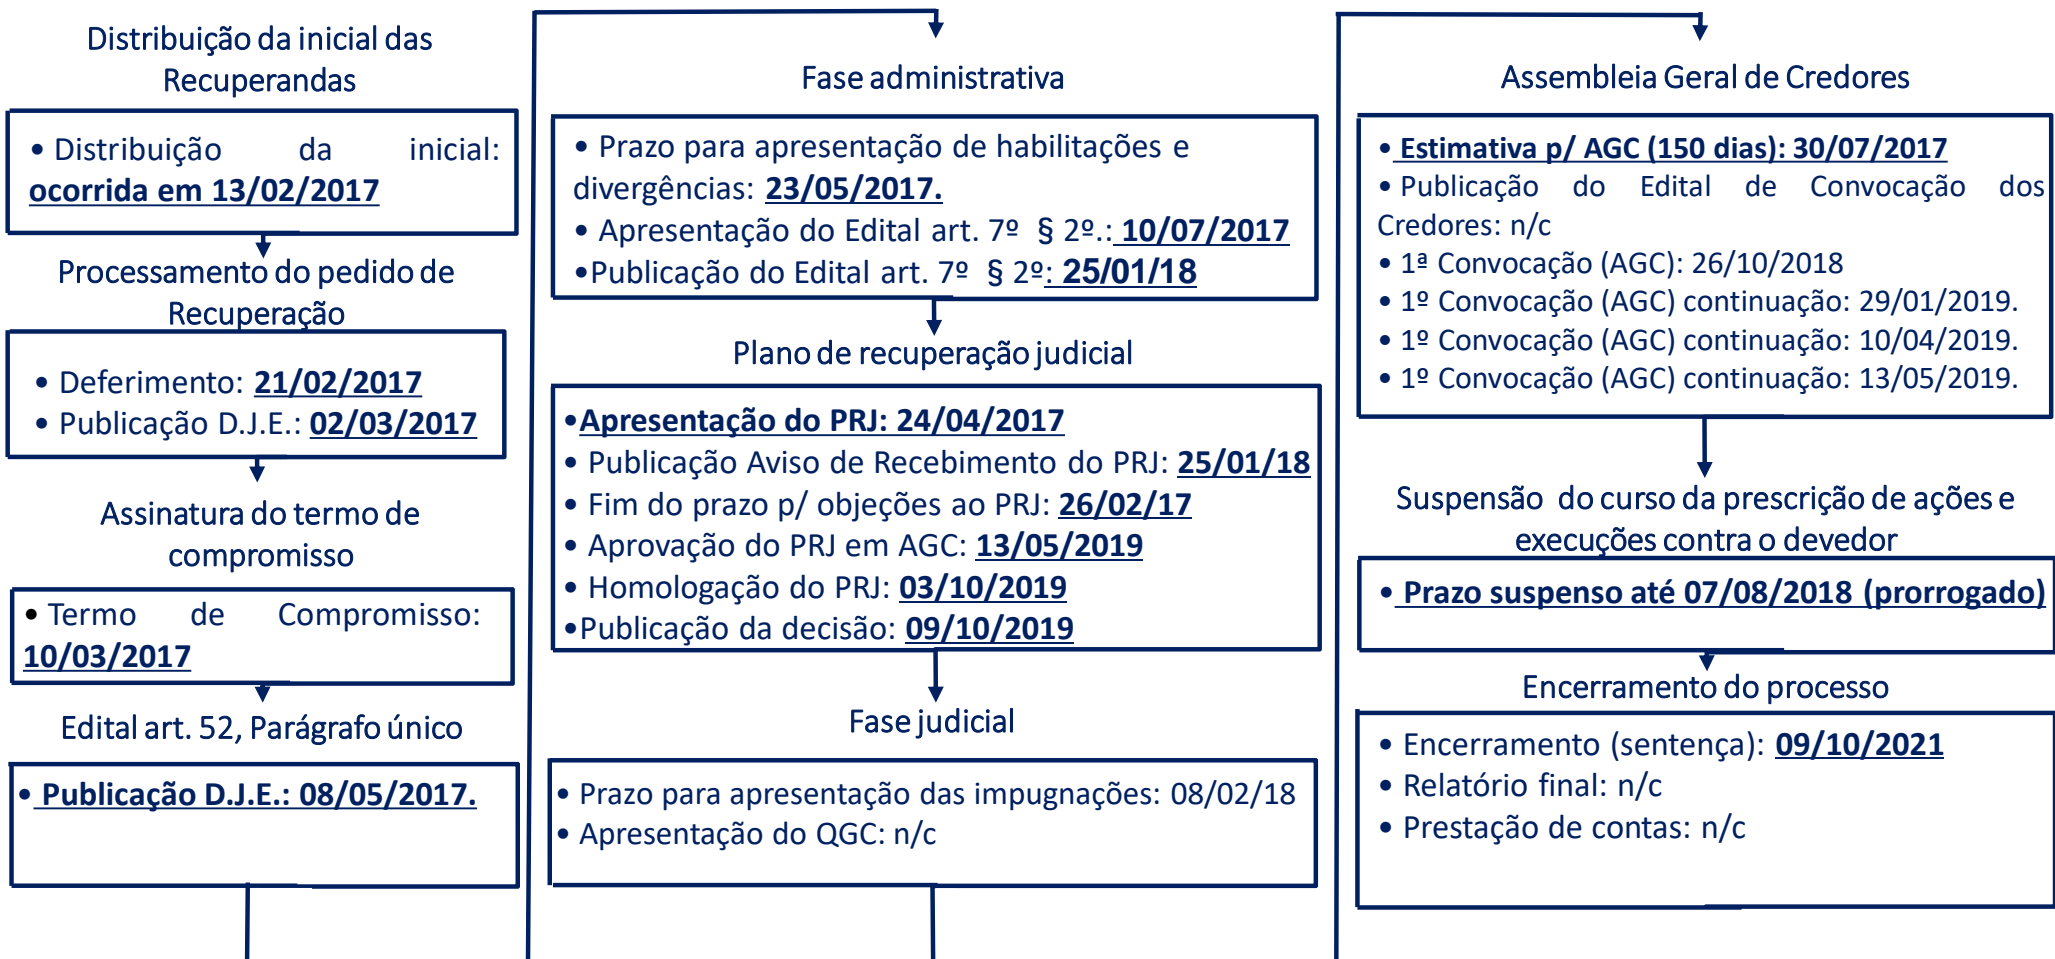 Distribuição da inicial das
Recuperandas
• Distribuição da inicial:
ocorrida em 13/02/2017
Processamento do pedido de
Recuperação
• Deferimento: 21/02/2017
• Publicação D.J.E.: 02/03/2017
Assinatura do termo de
compromisso
• Termo de Compromisso:
10/03/2017
Edital art. 52, Parágrafo único
• Publicação D.J.E.: 08/05/2017.
Fase administrativa
• Prazo para apresentação de habilitações e
divergências: 23/05/2017.
• Apresentação do Edital art. 7º § 2º.: 10/07/2017
•Publicação do Edital art. 7º § 2º: 25/01/18
Plano de recuperação judicial
•Apresentação do PRJ: 24/04/2017
• Publicação Aviso de Recebimento do PRJ: 25/01/18
• Fim do prazo p/ objeções ao PRJ: 26/02/17
• Aprovação do PRJ em AGC: 13/05/2019
• Homologação do PRJ: 03/10/2019
•Publicação da decisão: 09/10/2019
Fase judicial
• Prazo para apresentação das impugnações: 08/02/18
• Apresentação do QGC: n/c
Assembleia Geral de Credores
• Estimativa p/ AGC (150 dias): 30/07/2017
• Publicação do Edital de Convocação dos
Credores: n/c
• 1ª Convocação (AGC): 26/10/2018
• 1º Convocação (AGC) continuação: 29/01/2019.
• 1º Convocação (AGC) continuação: 10/04/2019.
• 1º Convocação (AGC) continuação: 13/05/2019.
Suspensão do curso da prescrição de ações e
execuções contra o devedor
• Prazo suspenso até 07/08/2018 (prorrogado)
Encerramento do processo
• Encerramento (sentença): 09/10/2021
• Relatório final: n/c
• Prestação de contas: n/c